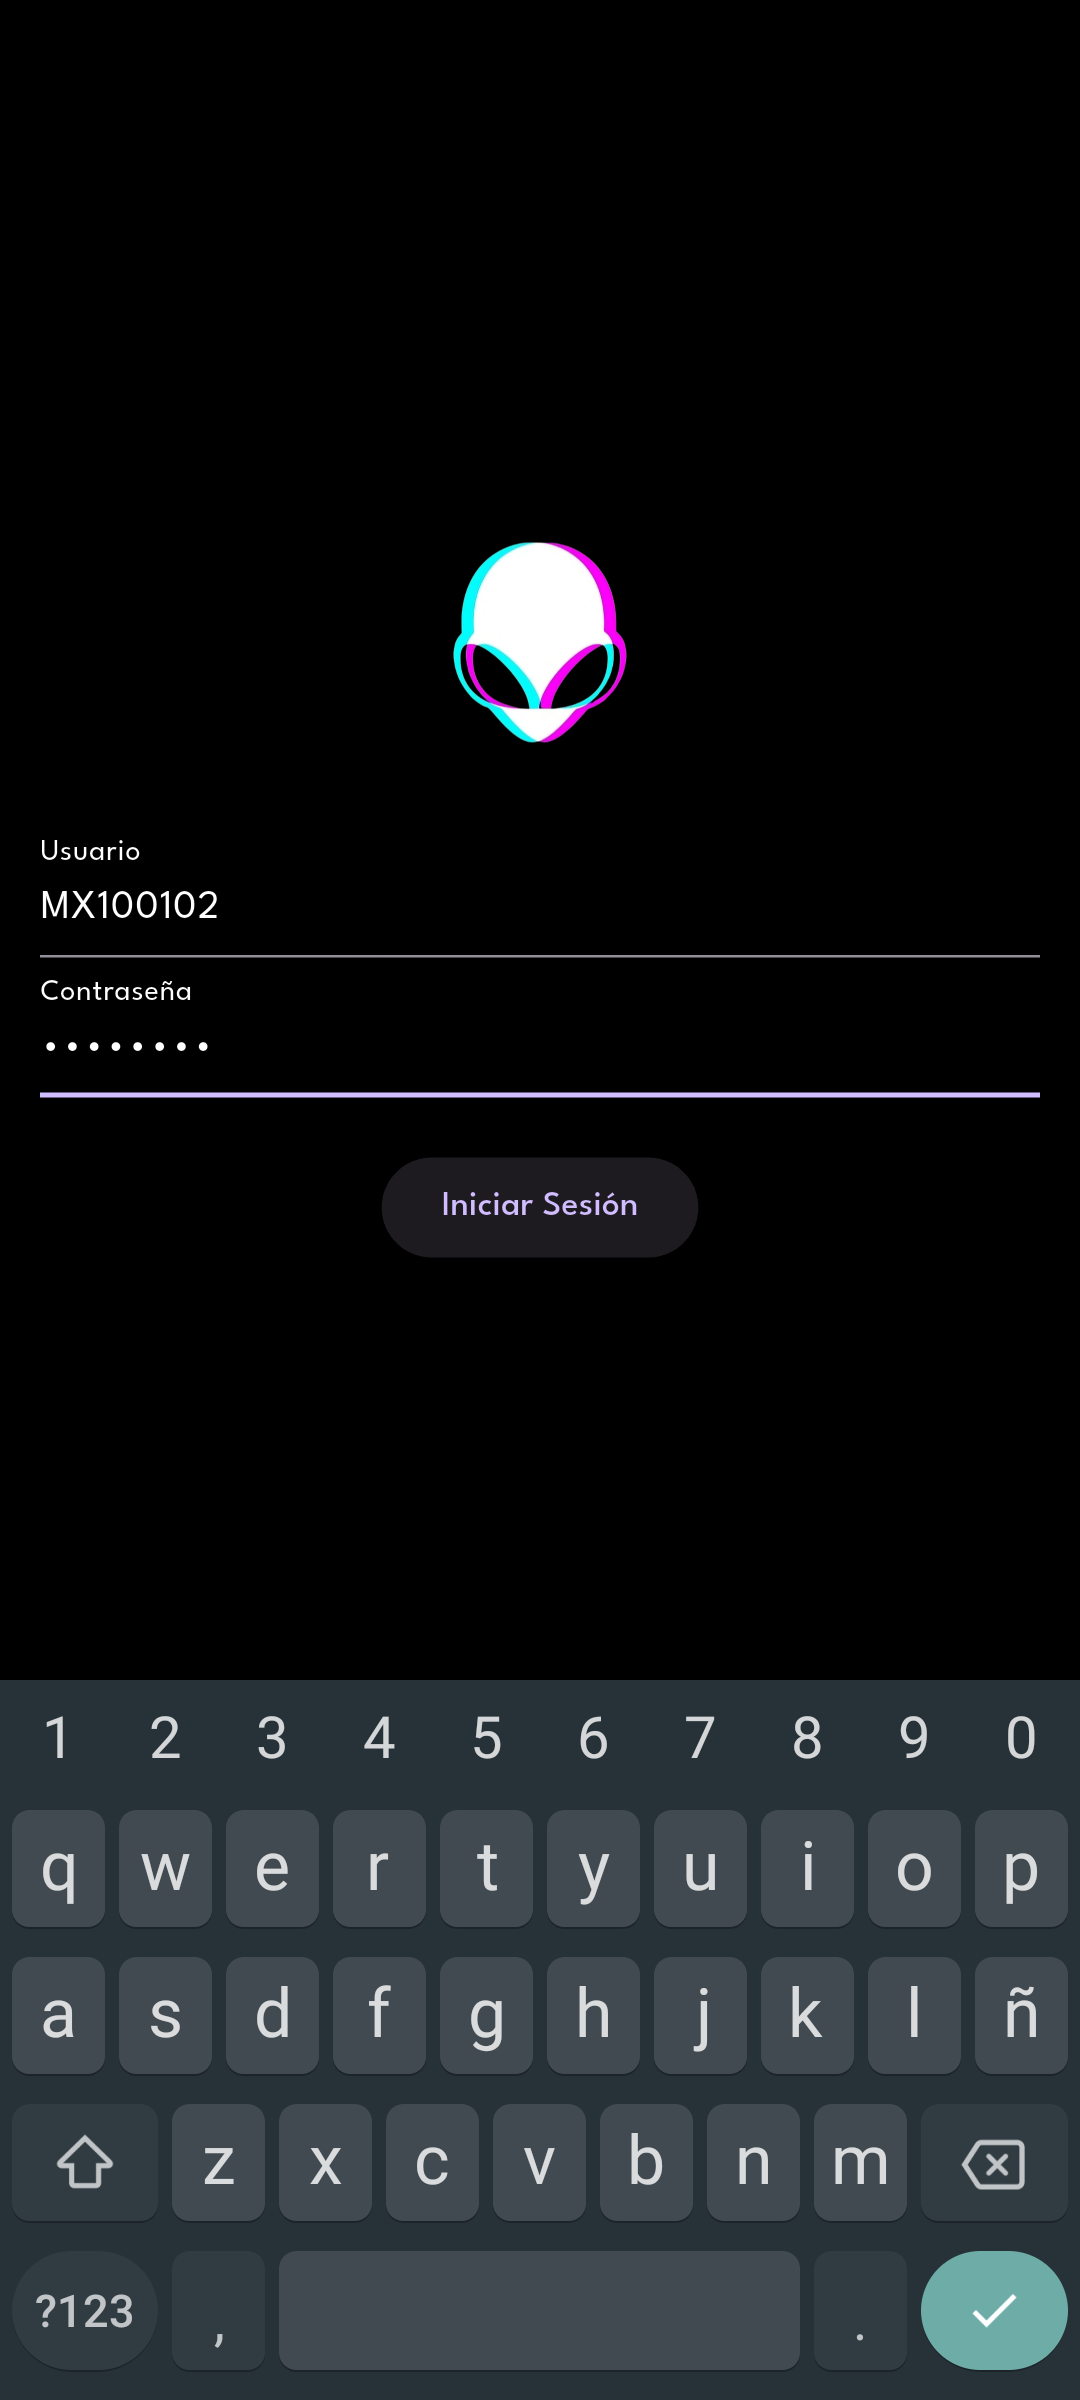 Usuario
MX100102
Contraseña
••••••••
Iniciar Sesión
1 2 3 4 5 6 7 8 9 0
q w e r t y u i o p
a s d f g h j k l ñ
z x c v b n m
?123 , .